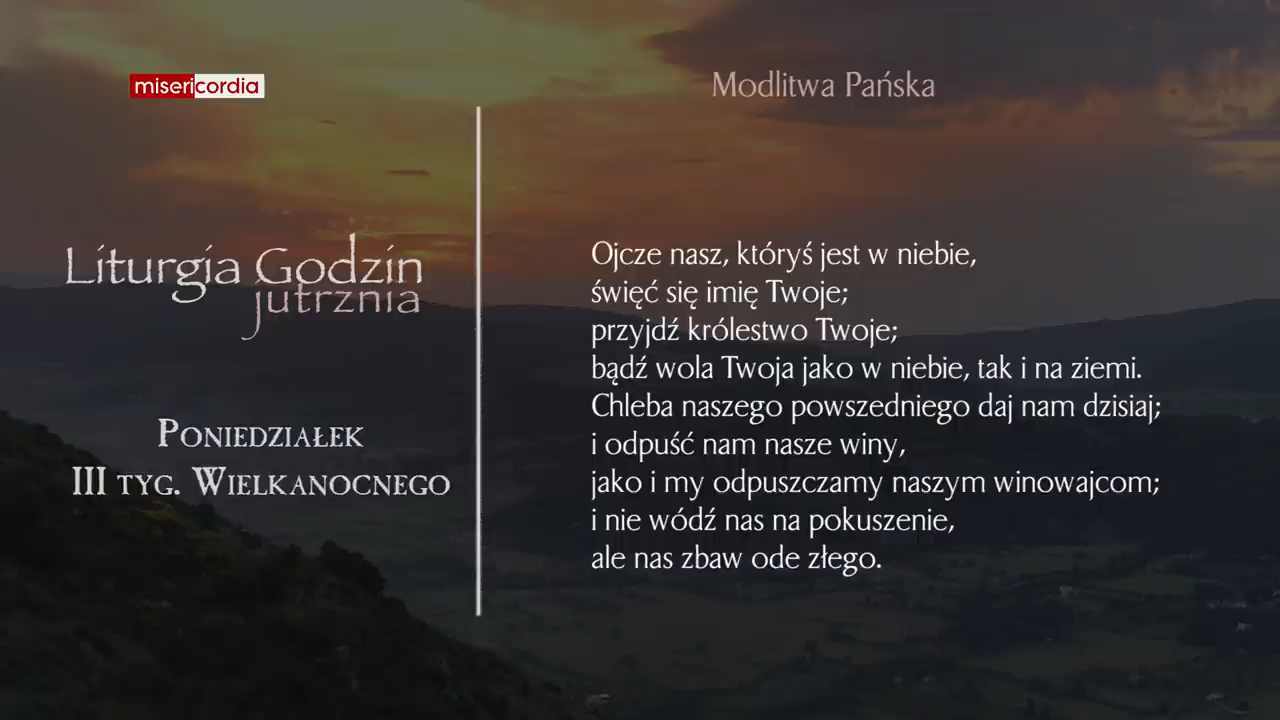 misericordia
Modlitwa Pańska
Liturgia Godzin
jutrznia
Poniedziałek
III tyg. Wielkanocnego
Ojcze nasz, któryś jest w niebie,
święć się imię Twoje;
przyjdź królestwo Twoje;
bądź wola Twoja jako w niebie, tak i na ziemi.
Chleba naszego powszedniego daj nam dzisiaj;
i odpuść nam nasze winy,
jako i my odpuszczamy naszym winowajcom;
i nie wódź nas na pokuszenie,
ale nas zbaw ode złego.